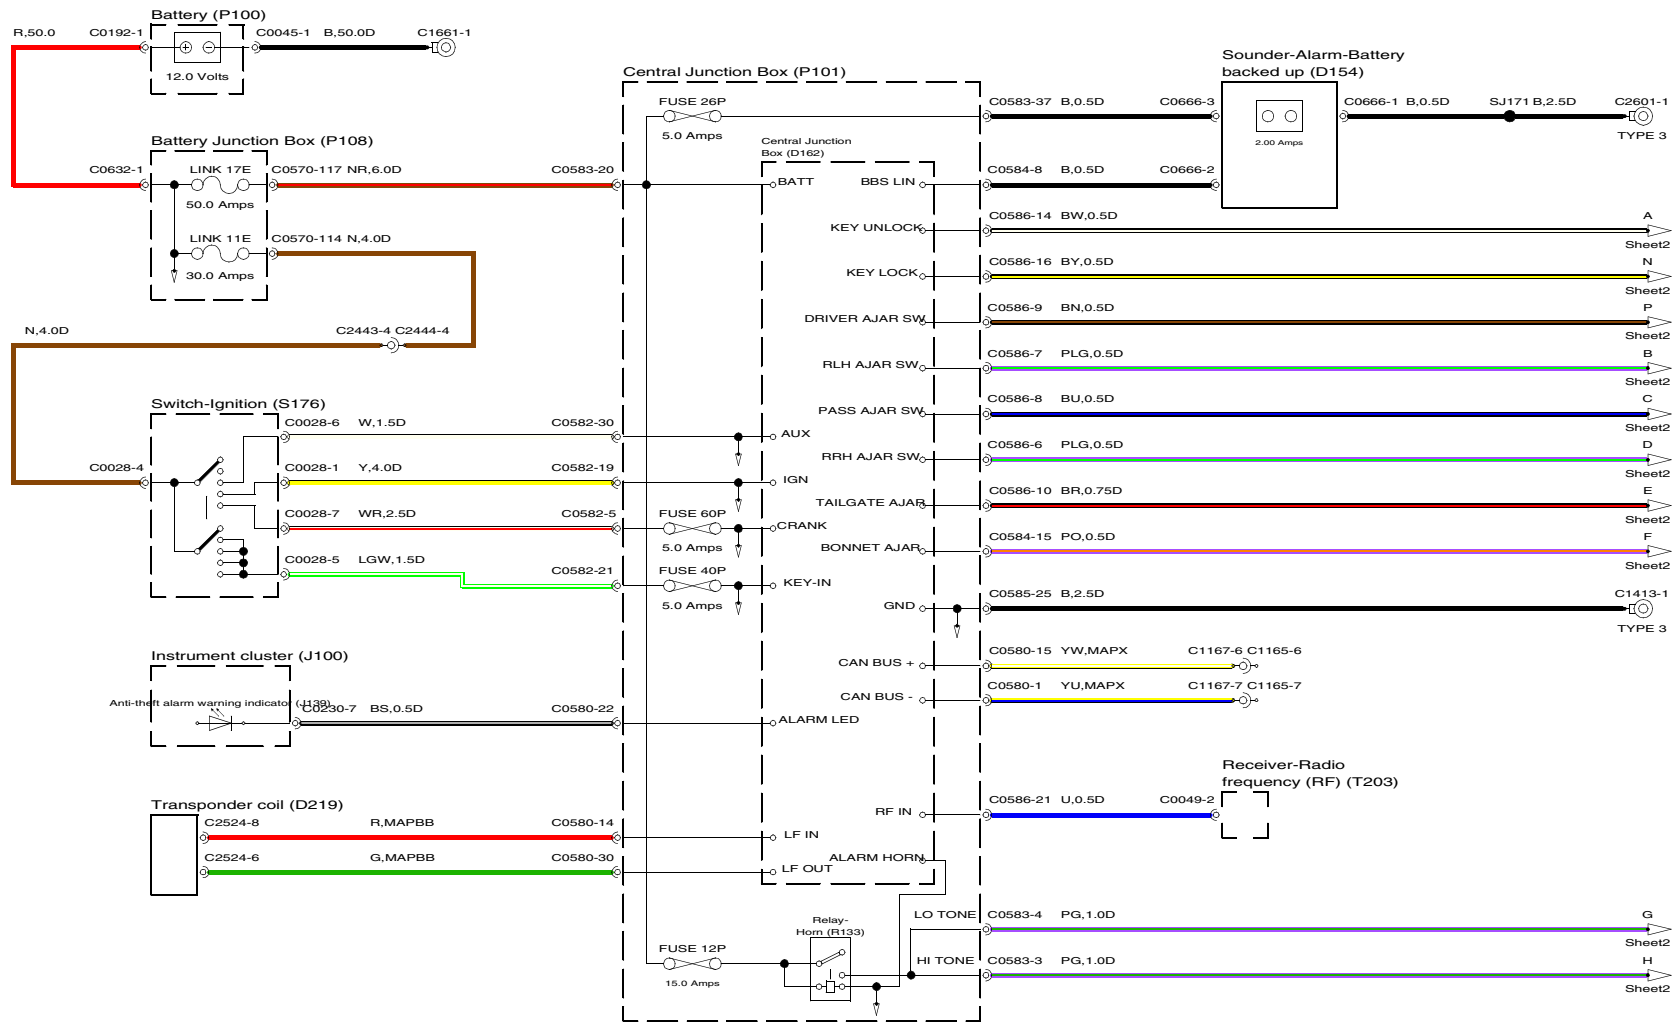 Battery (P100)
R,50.0
C0192-1
C0045-1 B,50.0D
C1661-1
12.0 Volts
Battery Junction Box (P108)
C0632-1
LINK 17E
50.0 Amps
C0570-117 NR,6.0D
C0583-20
LINK 11E
30.0 Amps
C0570-114 N,4.0D
N,4.0D
C2443-4 C2444-4
Switch-Ignition (S176)
C0028-4
C0028-6 W,1.5D
C0582-30
C0028-1 Y,4.0D
C0582-19
C0028-7 WR,2.5D
C0582-5
C0028-5 LGW,1.5D
C0582-21
Instrument cluster (J100)
Anti-theft alarm warning indicator (J139)
C0230-7 BS,0.5D
C0580-22
Transponder coil (D219)
C2524-8
R,MAPBB
C0580-14
C2524-6
G,MAPBB
C0580-30
Central Junction Box (P101)
FUSE 26P
5.0 Amps
Central Junction
Box (D162)
BATT
BBS LIN
KEY UNLOCK
KEY LOCK
DRIVER AJAR SW
RLH AJAR SW
PASS AJAR SW
AUX
RRH AJAR SW
IGN
TAILGATE AJAR
FUSE 60P
5.0 Amps
CRANK
BONNET AJAR
FUSE 40P
5.0 Amps
KEY-IN
GND
CAN BUS +
CAN BUS -
ALARM LED
RF IN
LF IN
ALARM HORN
LF OUT
Relay-
Horn (R133)
LO TONE
HI TONE
FUSE 12P
15.0 Amps
Sounder-Alarm-Battery
backed up (D154)
2.00 Amps
C0583-37 B,0.5D
C0666-3
C0666-1 B,0.5D
SJ171 B,2.5D
C2601-1
TYPE 3
C0584-8 B,0.5D
C0666-2
C0586-14 BW,0.5D
A
Sheet2
C0586-16 BY,0.5D
N
Sheet2
C0586-9 BN,0.5D
P
Sheet2
C0586-7 PLG,0.5D
B
Sheet2
C0586-8 BU,0.5D
C
Sheet2
C0586-6 PLG,0.5D
D
Sheet2
C0586-10 BR,0.75D
E
Sheet2
C0584-15 PO,0.5D
F
Sheet2
C0585-25 B,2.5D
C1413-1
TYPE 3
C0580-15 YW,MAPX
C1167-6 C1165-6
C0580-1 YU,MAPX
C1167-7 C1165-7
Receiver-Radio
frequency (RF) (T203)
C0586-21 U,0.5D
C0049-2
C0583-4 PG,1.0D
G
Sheet2
C0583-3 PG,1.0D
H
Sheet2